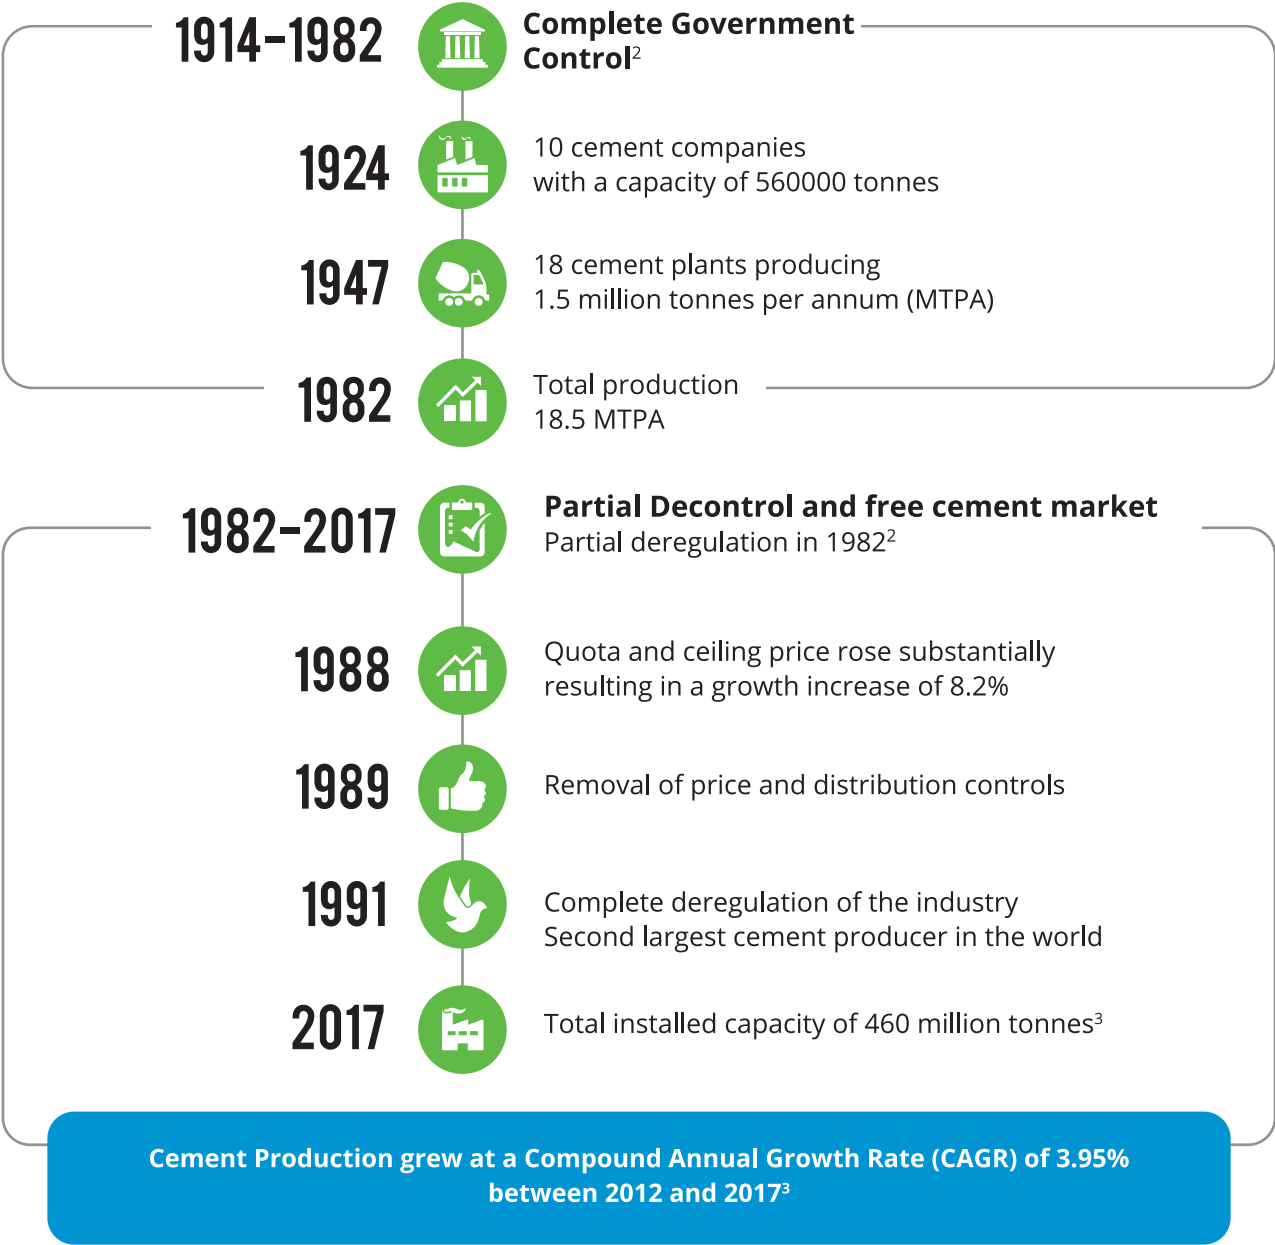 1914–1982
Complete Government
Control²
1924
10 cement companies
with a capacity of 560000 tonnes
1947
18 cement plants producing
1.5 million tonnes per annum (MTPA)
1982
Total production
18.5 MTPA
1982–2017
Partial Decontrol and free cement market
Partial deregulation in 1982²
1988
Quota and ceiling price rose substantially
resulting in a growth increase of 8.2%
1989
Removal of price and distribution controls
1991
Complete deregulation of the industry
Second largest cement producer in the world
2017
Total installed capacity of 460 million tonnes³
Cement Production grew at a Compound Annual Growth Rate (CAGR) of 3.95%
between 2012 and 2017³